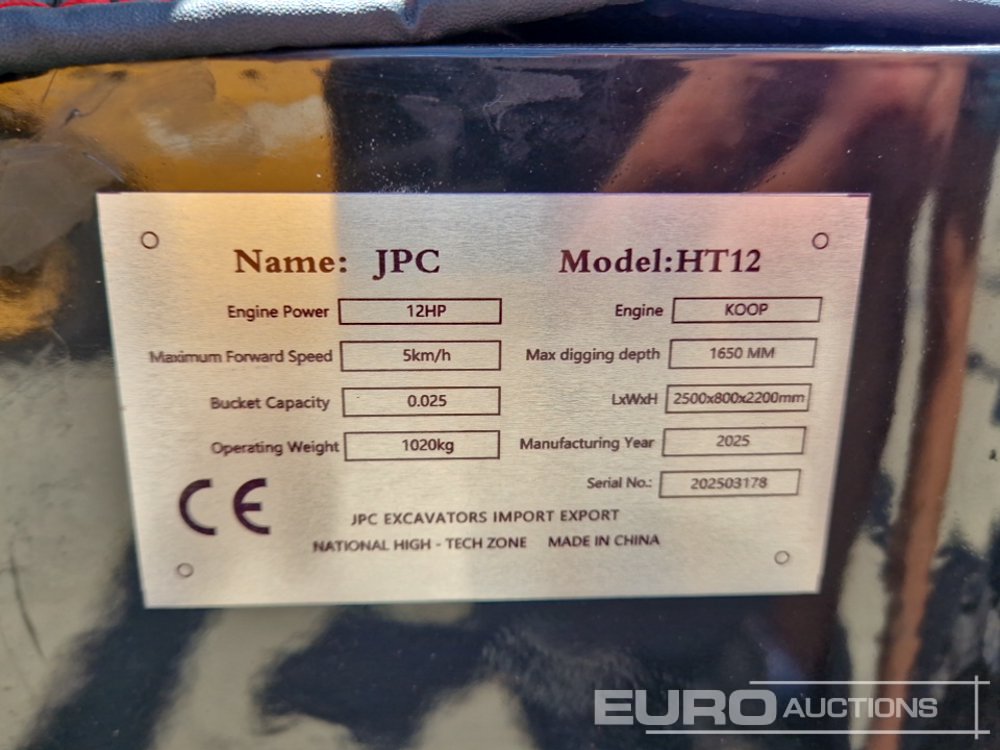 Name: JPC Model:HT12
Engine Power 12HP Engine KOOP
Maximum Forward Speed 5km/h Max digging depth 1650 MM
Bucket Capacity 0.025 LxWxH 2500x800x2200mm
Operating Weight 1020kg Manufacturing Year 2025
Serial No.: 202503178
CE
JPC EXCAVATORS IMPORT EXPORT
NATIONAL HIGH - TECH ZONE MADE IN CHINA
EURO AUCTIONS